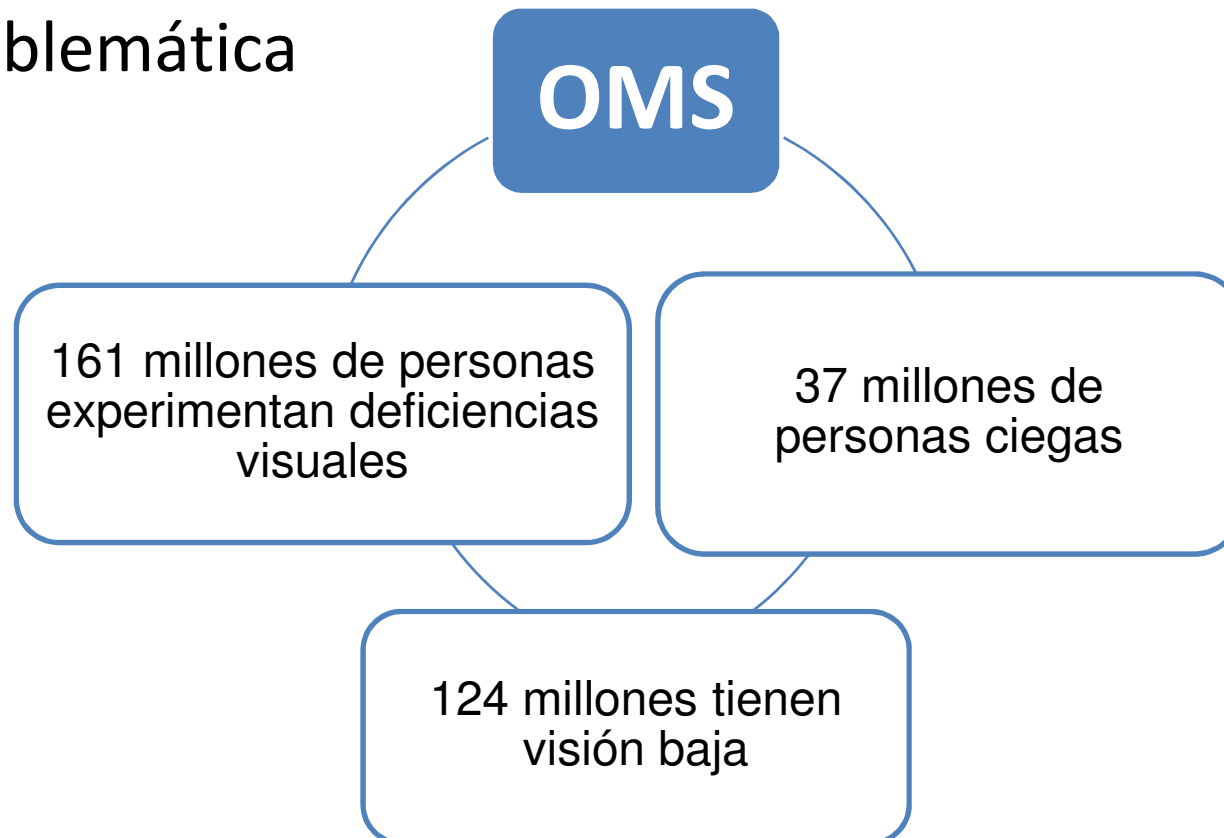 blemática
OMS
161 millones de personas
experimentan deficiencias
visuales
37 millones de
personas ciegas
124 millones tienen
visión baja